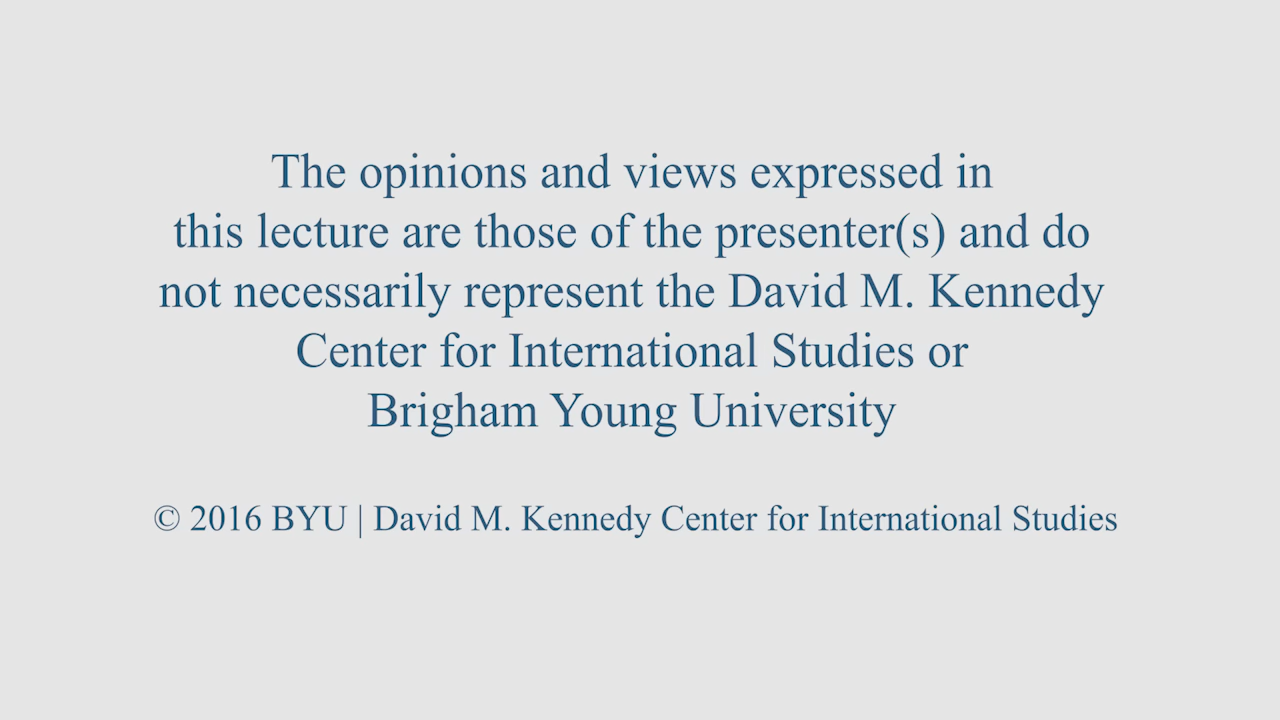 The opinions and views expressed in
this lecture are those of the presenter(s) and do
not necessarily represent the David M. Kennedy
Center for International Studies or
Brigham Young University
© 2016 BYU | David M. Kennedy Center for International Studies